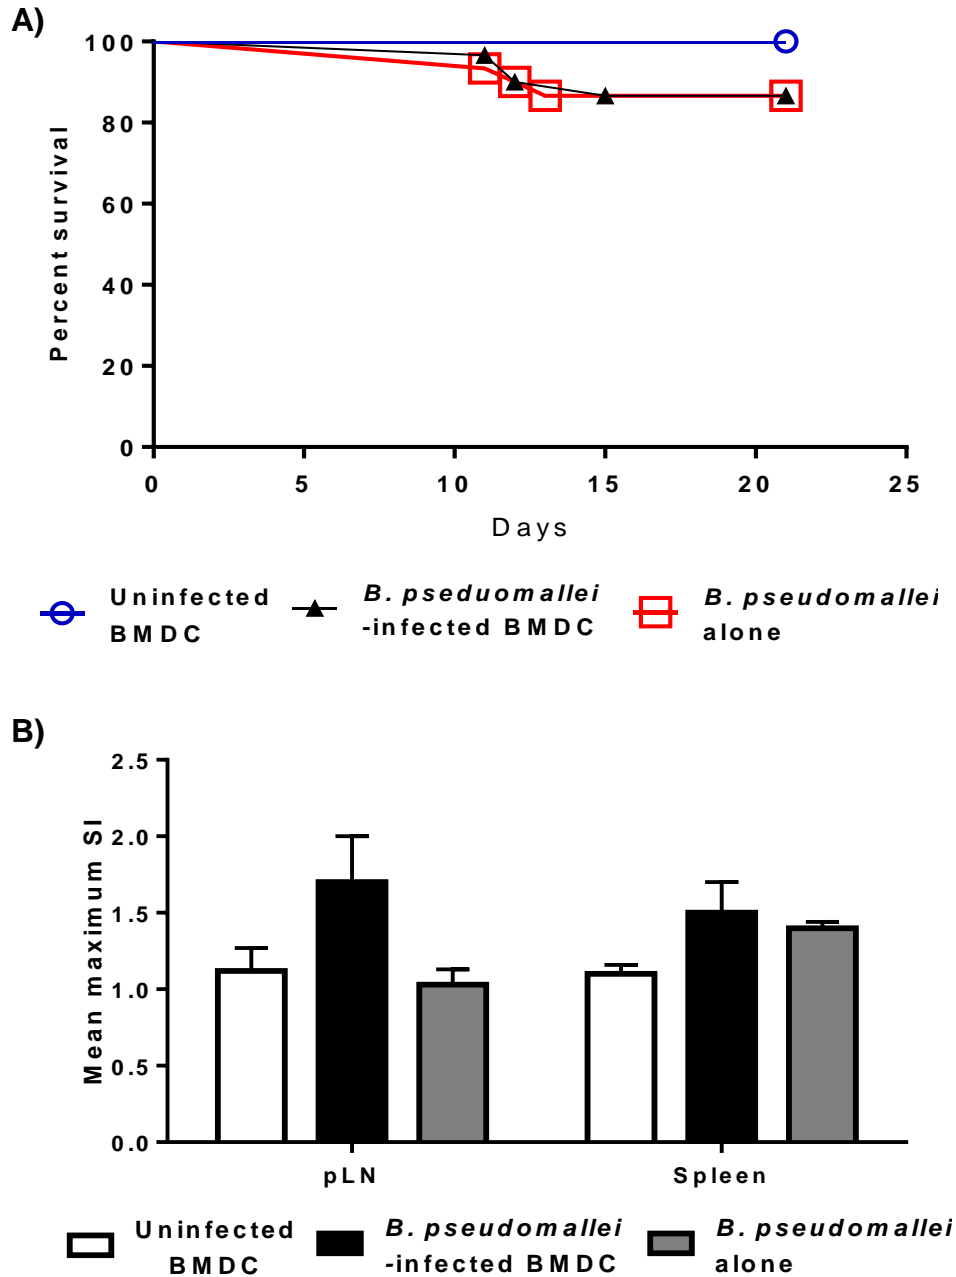 A)
Percent survival
100
80
60
40
20
0
0 5 10 15 20 25
Days
Uninfected BMDC
B. pseduomallei -infected BMDC
B. pseudomallei alone
B)
Mean maximum SI
2.5
2.0
1.5
1.0
0.5
0.0
pLN Spleen
Uninfected BMDC
B. pseudomallei -infected BMDC
B. pseudomallei alone